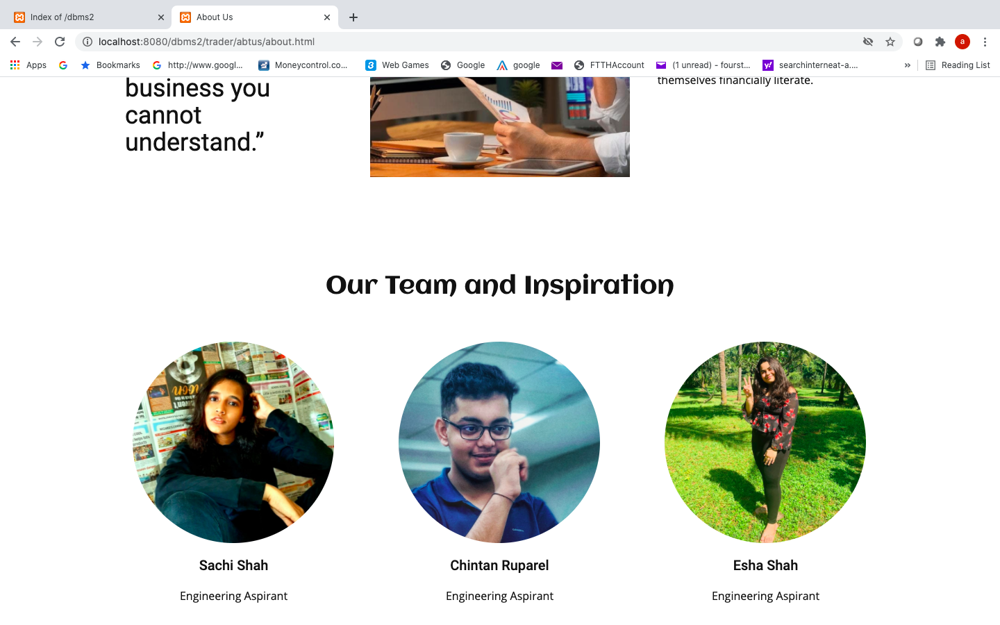 Index of /dbms2
About Us
localhost:8080/dbms2/trader/abtus/about.html
a
Apps
Bookmarks
http://www.googl...
Moneycontrol.co...
Web Games
Google
google
FTTHAccount
(1 unread) - fourst...
searchinterneat-a....
»
Reading List
business you
cannot
understand.”
themselves financially literate.
Our Team and Inspiration
Sachi Shah
Chintan Ruparel
Esha Shah
Engineering Aspirant
Engineering Aspirant
Engineering Aspirant